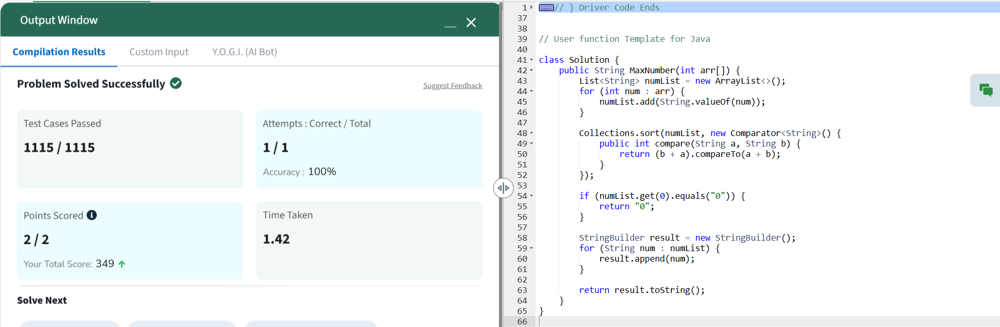 Output Window
Compilation Results
Custom Input
Y.O.G.I. (AI Bot)
Problem Solved Successfully
Suggest Feedback
Test Cases Passed
1115 / 1115
Attempts : Correct / Total
1 / 1
Accuracy : 100%
Points Scored
2 / 2
Your Total Score: 349
Time Taken
1.42
Solve Next
1 // } Driver Code Ends
37
38
39 // User function Template for Java
40
41 class Solution {
42     public String MaxNumber(int arr[]) {
43         List<String> numList = new ArrayList<>();
44         for (int num : arr) {
45             numList.add(String.valueOf(num));
46         }
47
48         Collections.sort(numList, new Comparator<String>() {
49             public int compare(String a, String b) {
50                 return (b + a).compareTo(a + b);
51             }
52         });
53
54         if (numList.get(0).equals("0")) {
55             return "0";
56         }
57
58         StringBuilder result = new StringBuilder();
59         for (String num : numList) {
60             result.append(num);
61         }
62
63         return result.toString();
64     }
65 }
66